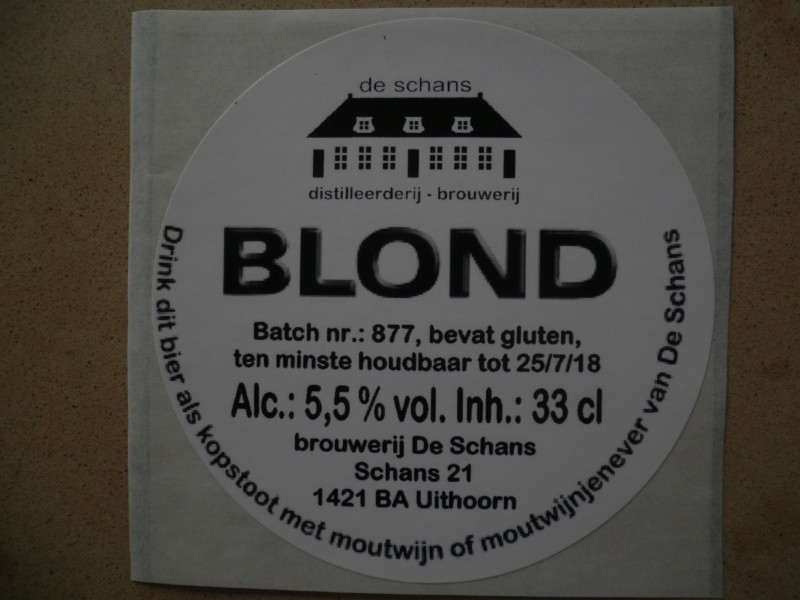 de schans
distilleerderij - brouwerij
BLOND
Batch nr.: 877, bevat gluten,
ten minste houdbaar tot 25/7/18
Alc.: 5,5 % vol. Inh.: 33 cl
brouwerij De Schans
Schans 21
1421 BA Uithoorn
Drink dit bier als kopstoot met moutwijn of moutwijnjenever van De Schans